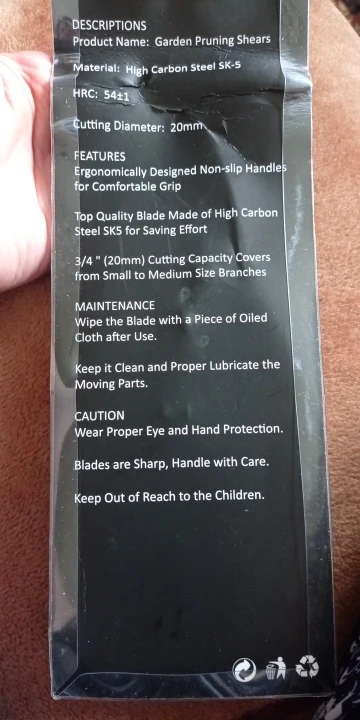 DESCRIPTIONS
Product Name: Garden Pruning Shears
Material: High Carbon Steel SK-5
HRC: 54±1
Cutting Diameter: 20mm
FEATURES
Ergonomically Designed Non-slip Handles
for Comfortable Grip
Top Quality Blade Made of High Carbon
Steel SK5 for Saving Effort
3/4 " (20mm) Cutting Capacity Covers
from Small to Medium Size Branches
MAINTENANCE
Wipe the Blade with a Piece of Oiled
Cloth after Use.
Keep it Clean and Proper Lubricate the
Moving Parts.
CAUTION
Wear Proper Eye and Hand Protection.
Blades are Sharp, Handle with Care.
Keep Out of Reach to the Children.